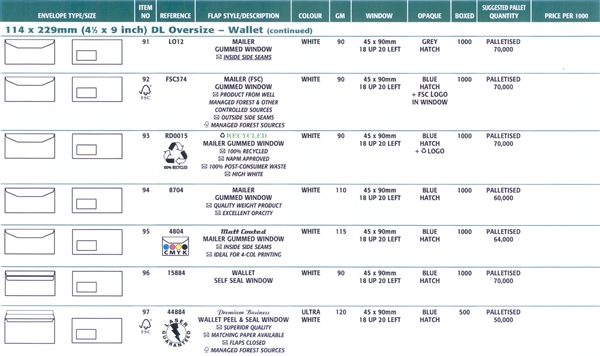 ENVELOPE TYPE/SIZE ITEM NO REFERENCE FLAP STYLE/DESCRIPTION COLOUR GM WINDOW OPAQUE BOXED SUGGESTED PALLET QUANTITY PRICE PER 1000
114 x 229mm (4½ x 9 inch) DL Oversize – Wallet (continued)
91 LO12 MAILER WHITE 90 45 x 90mm GREY 1000 PALLETISED
GUMMED WINDOW 18 UP 20 LEFT HATCH 70,000
INSIDE SIDE SEAMS
92 FSC374 MAILER (FSC) WHITE 90 45 x 90mm BLUE 1000 PALLETISED
GUMMED WINDOW 18 UP 20 LEFT HATCH 70,000
FSC PRODUCT FROM WELL + FSC LOGO
MANAGED FOREST & OTHER IN WINDOW
CONTROLLED SOURCES
OUTSIDE SIDE SEAMS
MANAGED FOREST SOURCES
93 RD0015 RECYCLED WHITE 90 45 x 90mm BLUE 1000 PALLETISED
MAILER GUMMED WINDOW 18 UP 20 LEFT HATCH 70,000
100% RECYCLED + LOGO
NAPM APPROVED
100% RECYCLED 100% POST-CONSUMER WASTE
HIGH WHITE
94 8704 MAILER WHITE 110 45 x 90mm BLUE 1000 PALLETISED
GUMMED WINDOW 18 UP 20 LEFT HATCH 60,000
QUALITY WEIGHT PRODUCT
EXCELLENT OPACITY
95 4804 Matt Coated WHITE 115 45 x 90mm BLUE 1000 PALLETISED
MAILER GUMMED WINDOW 18 UP 20 LEFT HATCH 64,000
INSIDE SIDE SEAMS
CMYK IDEAL FOR 4-COL PRINTING
96 15884 WALLET WHITE 90 45 x 90mm BLUE 1000 PALLETISED
SELF SEAL WINDOW 18 UP 20 LEFT HATCH 70,000
97 44884 Premium Business ULTRA 120 45 x 90mm BLUE 500 PALLETISED
FSC LASER GUARANTEED WALLET PEEL & SEAL WINDOW WHITE 18 UP 20 LEFT HATCH 50,000
SUPERIOR QUALITY
MATCHING PAPER AVAILABLE
FLAPS CLOSED
MANAGED FOREST SOURCES